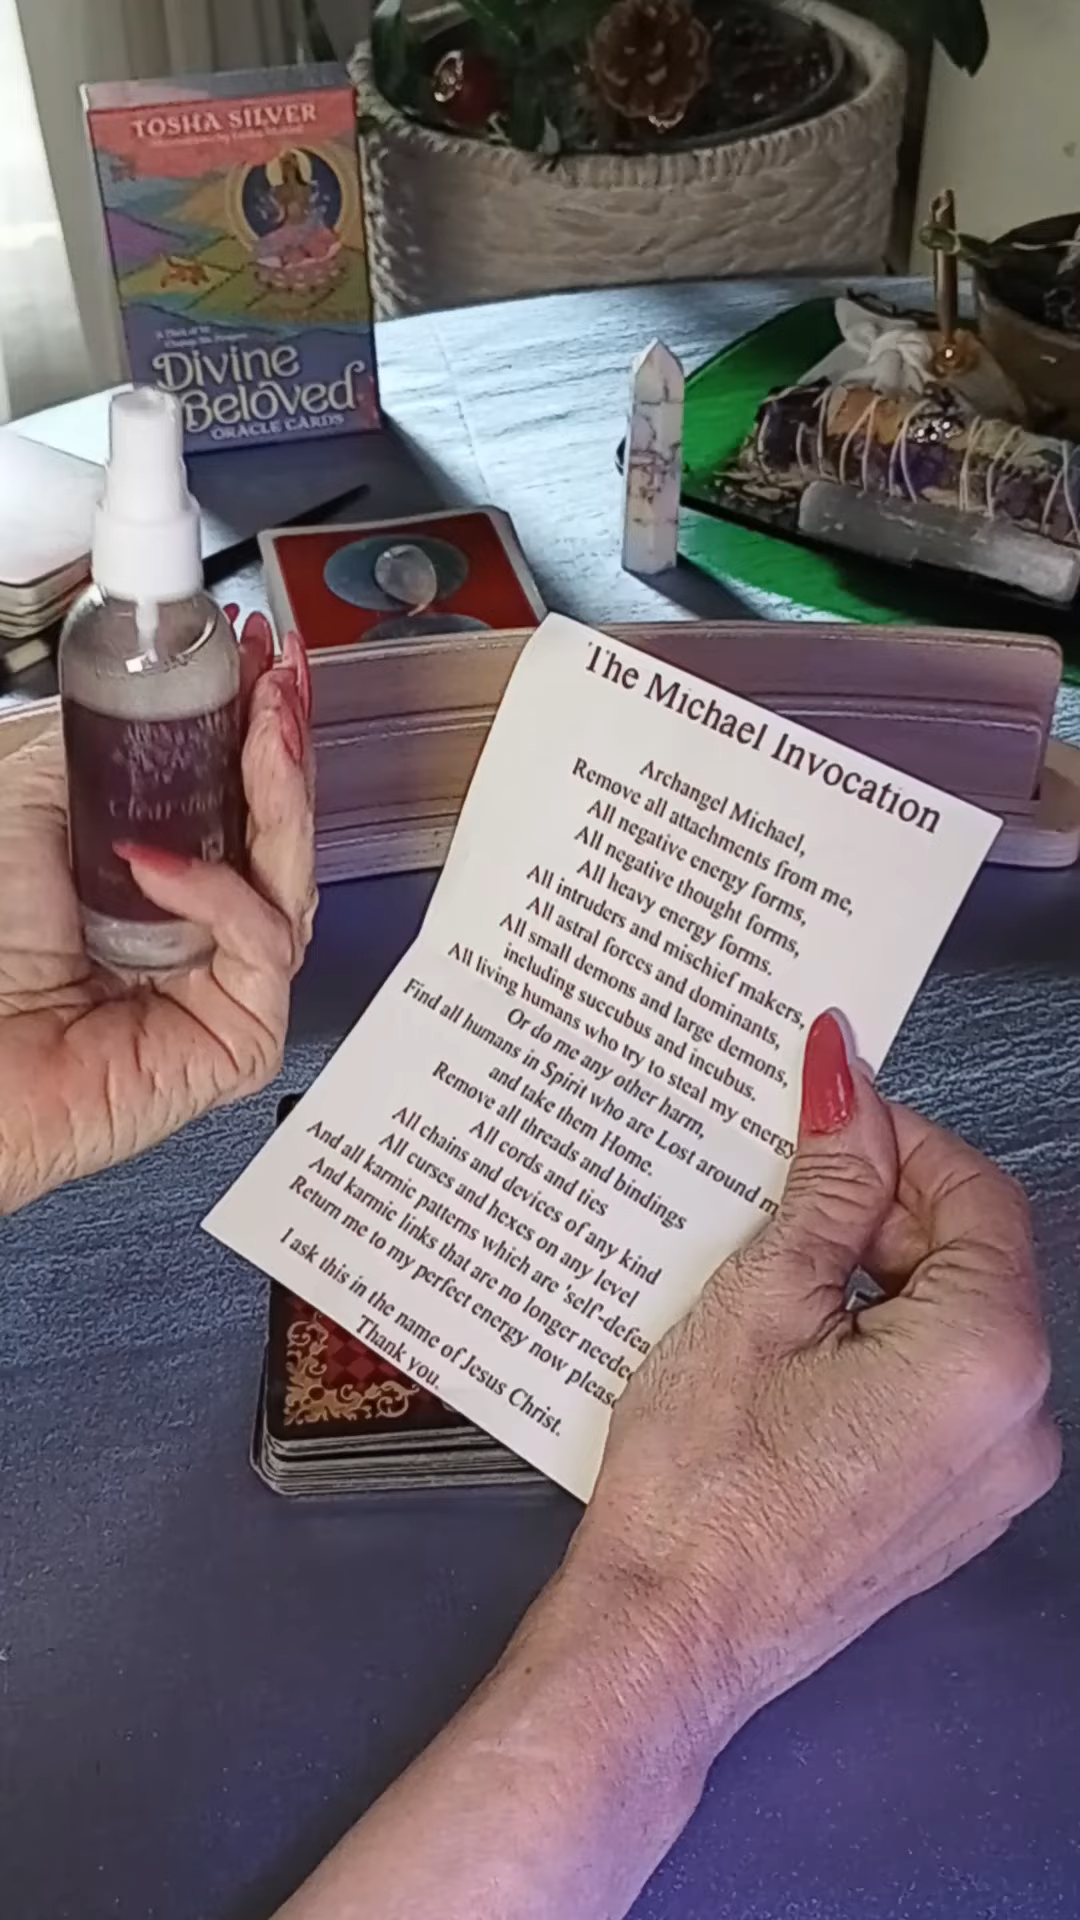 TOSHA SILVER
Divine
Beloved
ORACLE CARDS
The Michael Invocation
Archangel Michael,
Remove all attachments from me,
All negative energy forms,
All negative thought forms,
All heavy energy forms.
All intruders and mischief makers,
All astral forces and dominants,
All small demons and large demons,
including succubus and incubus.
All living humans who try to steal my energy
Or do me any other harm,
Find all humans in Spirit who are Lost around m
and take them Home.
Remove all threads and bindings
All cords and ties
All chains and devices of any kind
All curses and hexes on any level
And all karmic patterns which are 'self-defea
And karmic links that are no longer neede
Return me to my perfect energy now pleas
I ask this in the name of Jesus Christ.
Thank you.